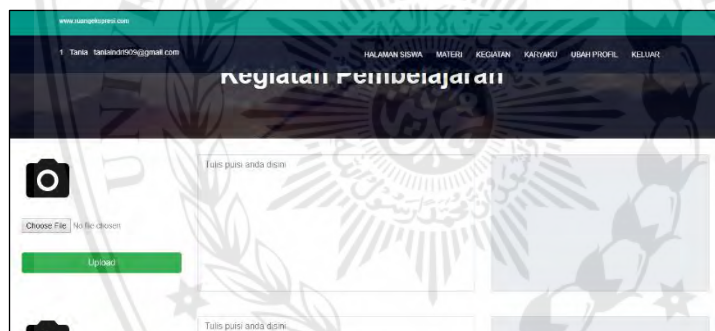 www.ruangekspresi.com
1 Tania taniaindri909@gmail.com
HALAMAN SISWA MATERI KEGIATAN KARYAKU UBAH PROFIL KELUAR
Kegiatan Pembelajaran
Tulis puisi anda disini
Choose File No file chosen
Upload
Tulis puisi anda disini